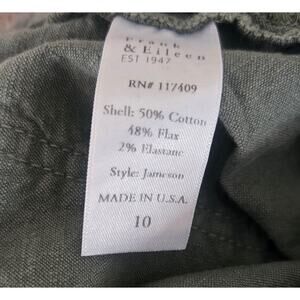 Frank
& Eileen
EST 1947
RN# 117409
Shell: 50% Cotton
48% Flax
2% Elastane
Style: Jameson
MADE IN U.S.A.
10